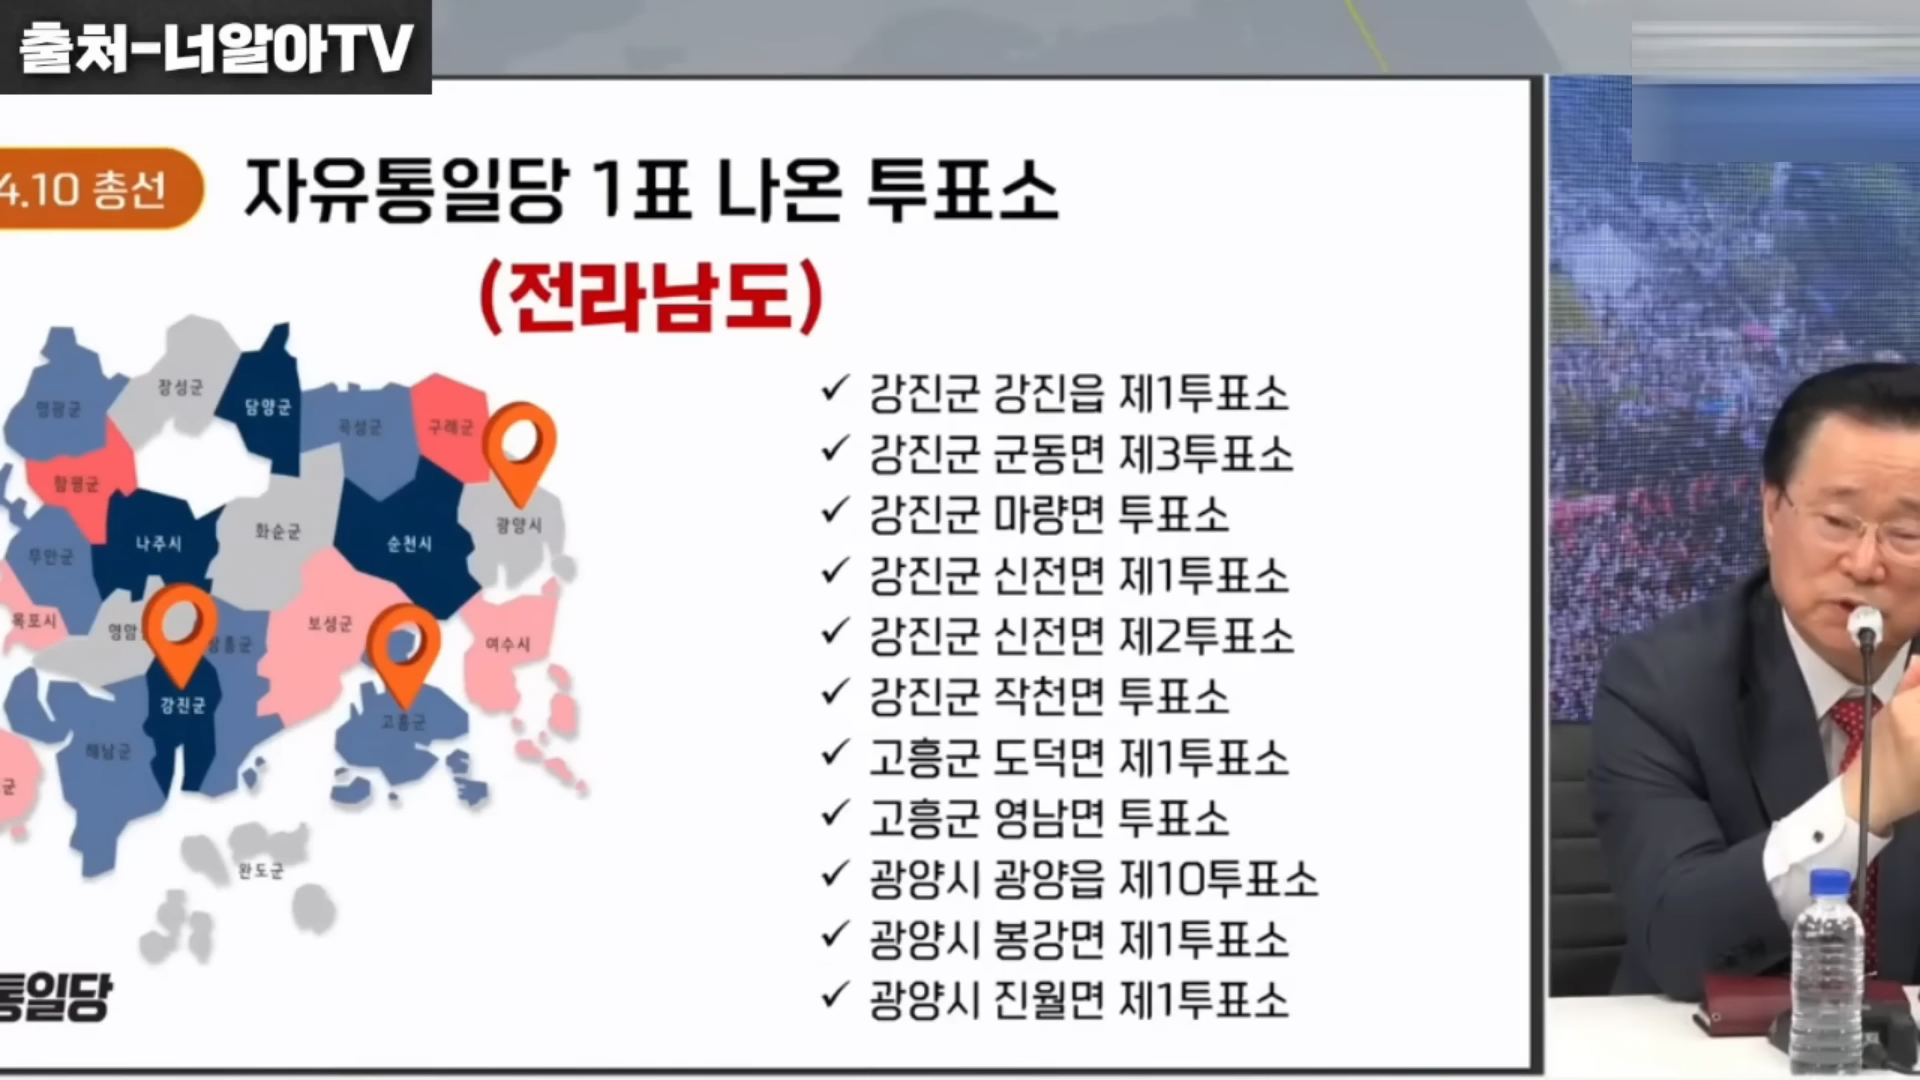 출처-너알아TV
4.10 총선
자유통일당 1표 나온 투표소
(전라남도)
장성군
담양군
영광군
곡성군
구례군
함평군
광양시
화순군
나주시
순천시
무안군
목포시
영암
장흥군
보성군
여수시
강진군
고흥군
해남군
군
완도군
통일당
✓ 강진군 강진읍 제1투표소
✓ 강진군 군동면 제3투표소
✓ 강진군 마량면 투표소
✓ 강진군 신전면 제1투표소
✓ 강진군 신전면 제2투표소
✓ 강진군 작천면 투표소
✓ 고흥군 도덕면 제1투표소
✓ 고흥군 영남면 투표소
✓ 광양시 광양읍 제10투표소
✓ 광양시 봉강면 제1투표소
✓ 광양시 진월면 제1투표소